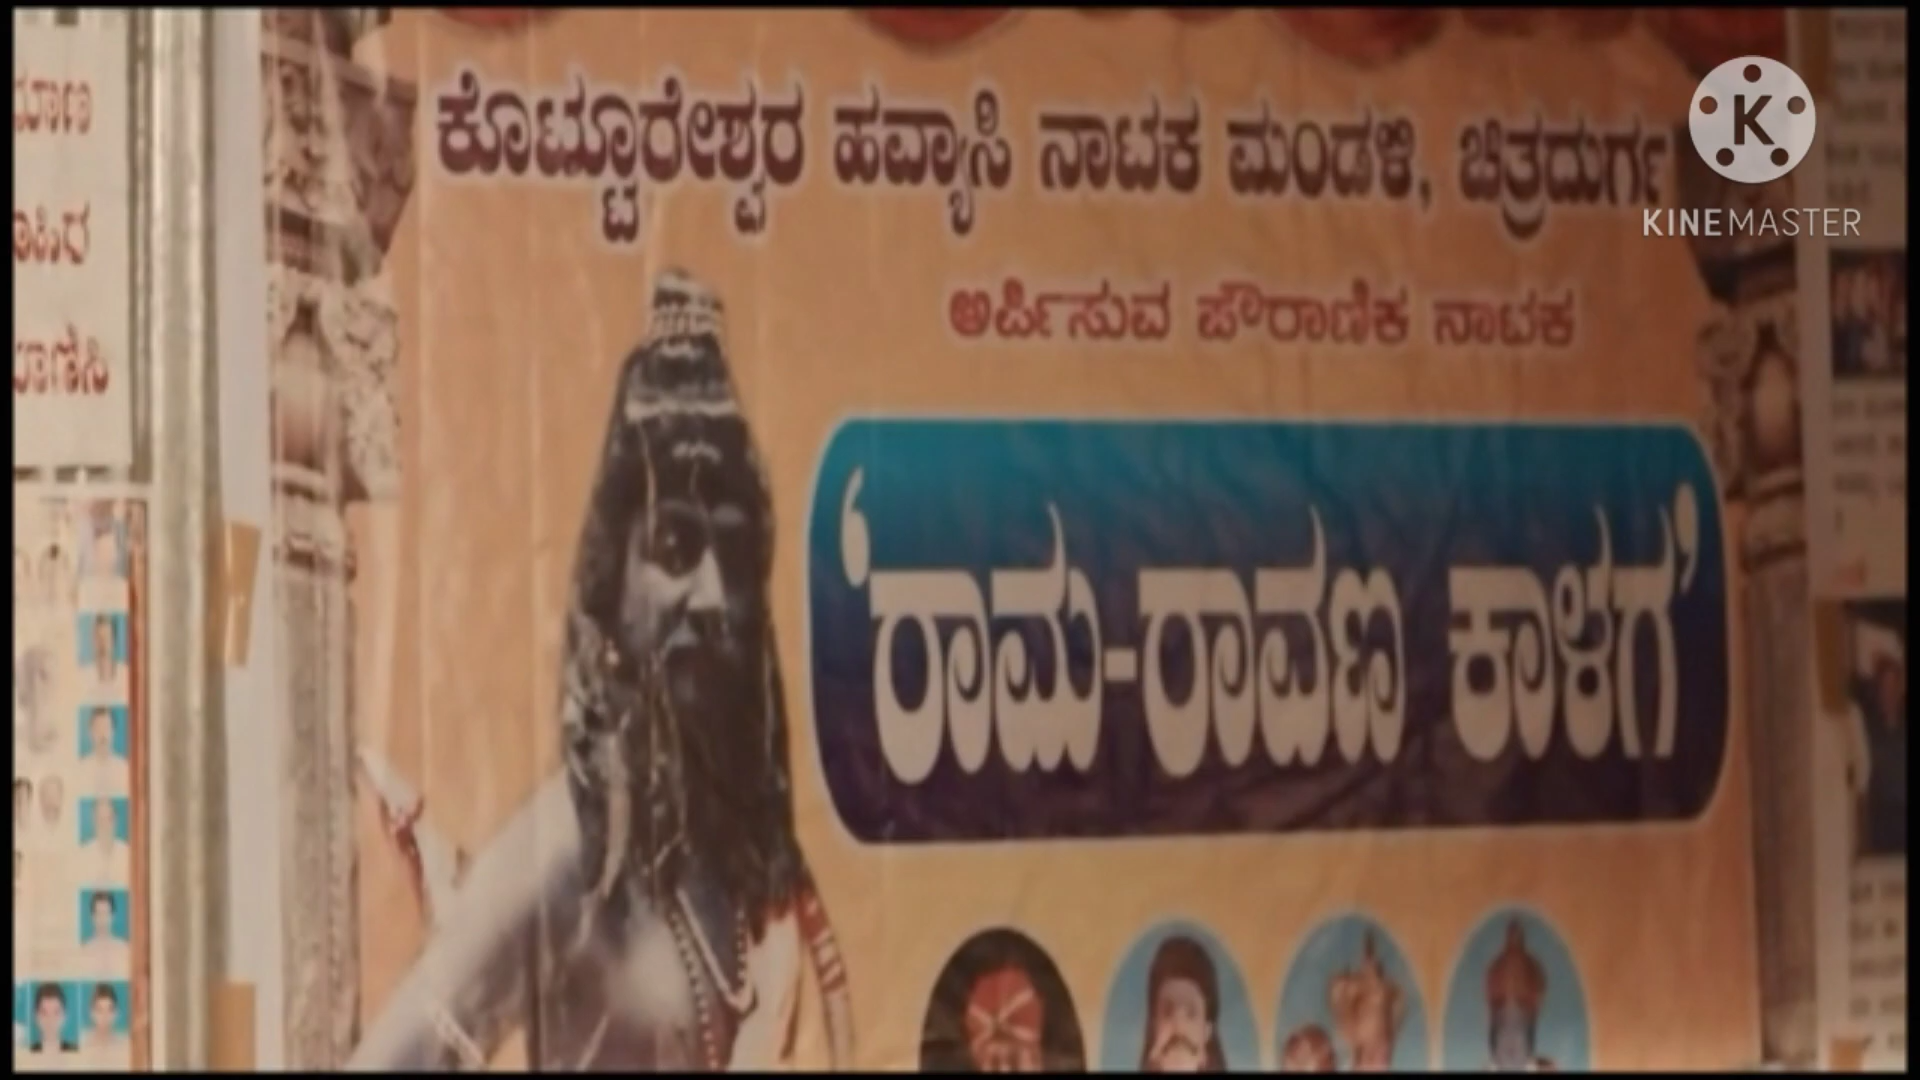 ಕೊಟ್ಟೂರೇಶ್ವರ ಹವ್ಯಾಸಿ ನಾಟಕ ಮಂಡಳಿ, ಚಿತ್ರದುರ್ಗ
ಅರ್ಪಿಸುವ ಪೌರಾಣಿಕ ನಾಟಕ
'ರಾಮ-ರಾವಣ ಕಾಳಗ'
K
KINEMASTER